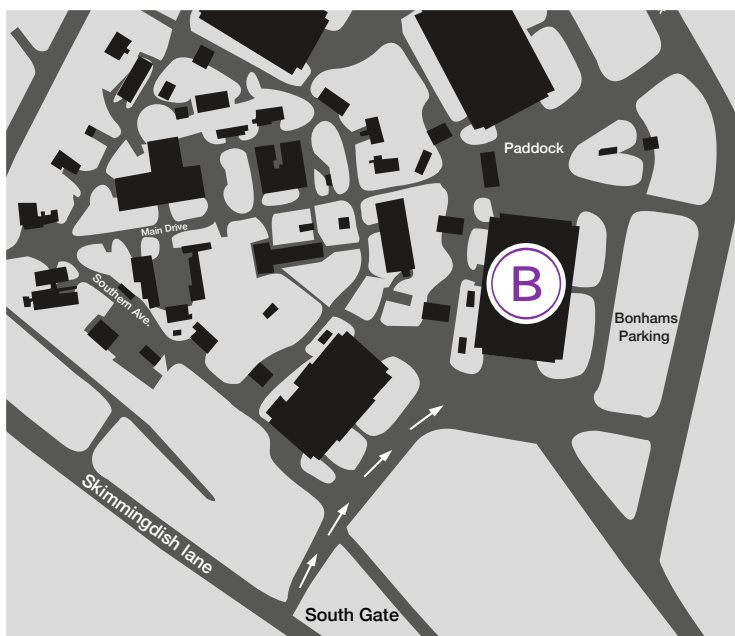 Paddock
Main Drive
B
Southern Ave.
Bonhams
Parking
Skimmingdish lane
South Gate